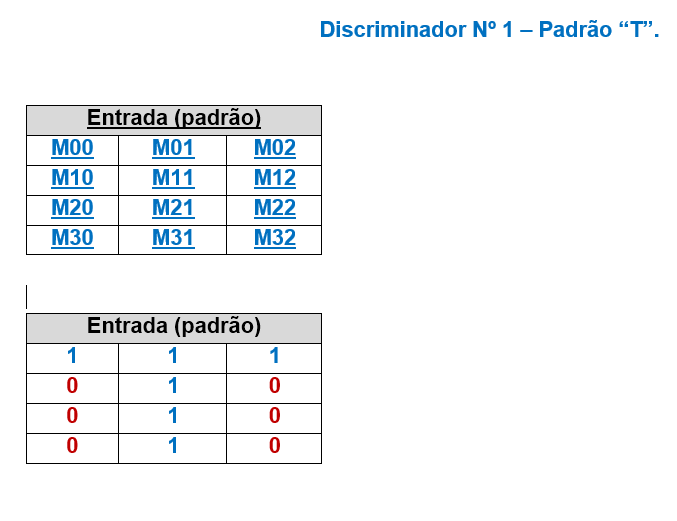 Discriminador Nº 1 – Padrão “T”.
Entrada (padrão)
M00 M01 M02
M10 M11 M12
M20 M21 M22
M30 M31 M32
Entrada (padrão)
1 1 1
0 1 0
0 1 0
0 1 0